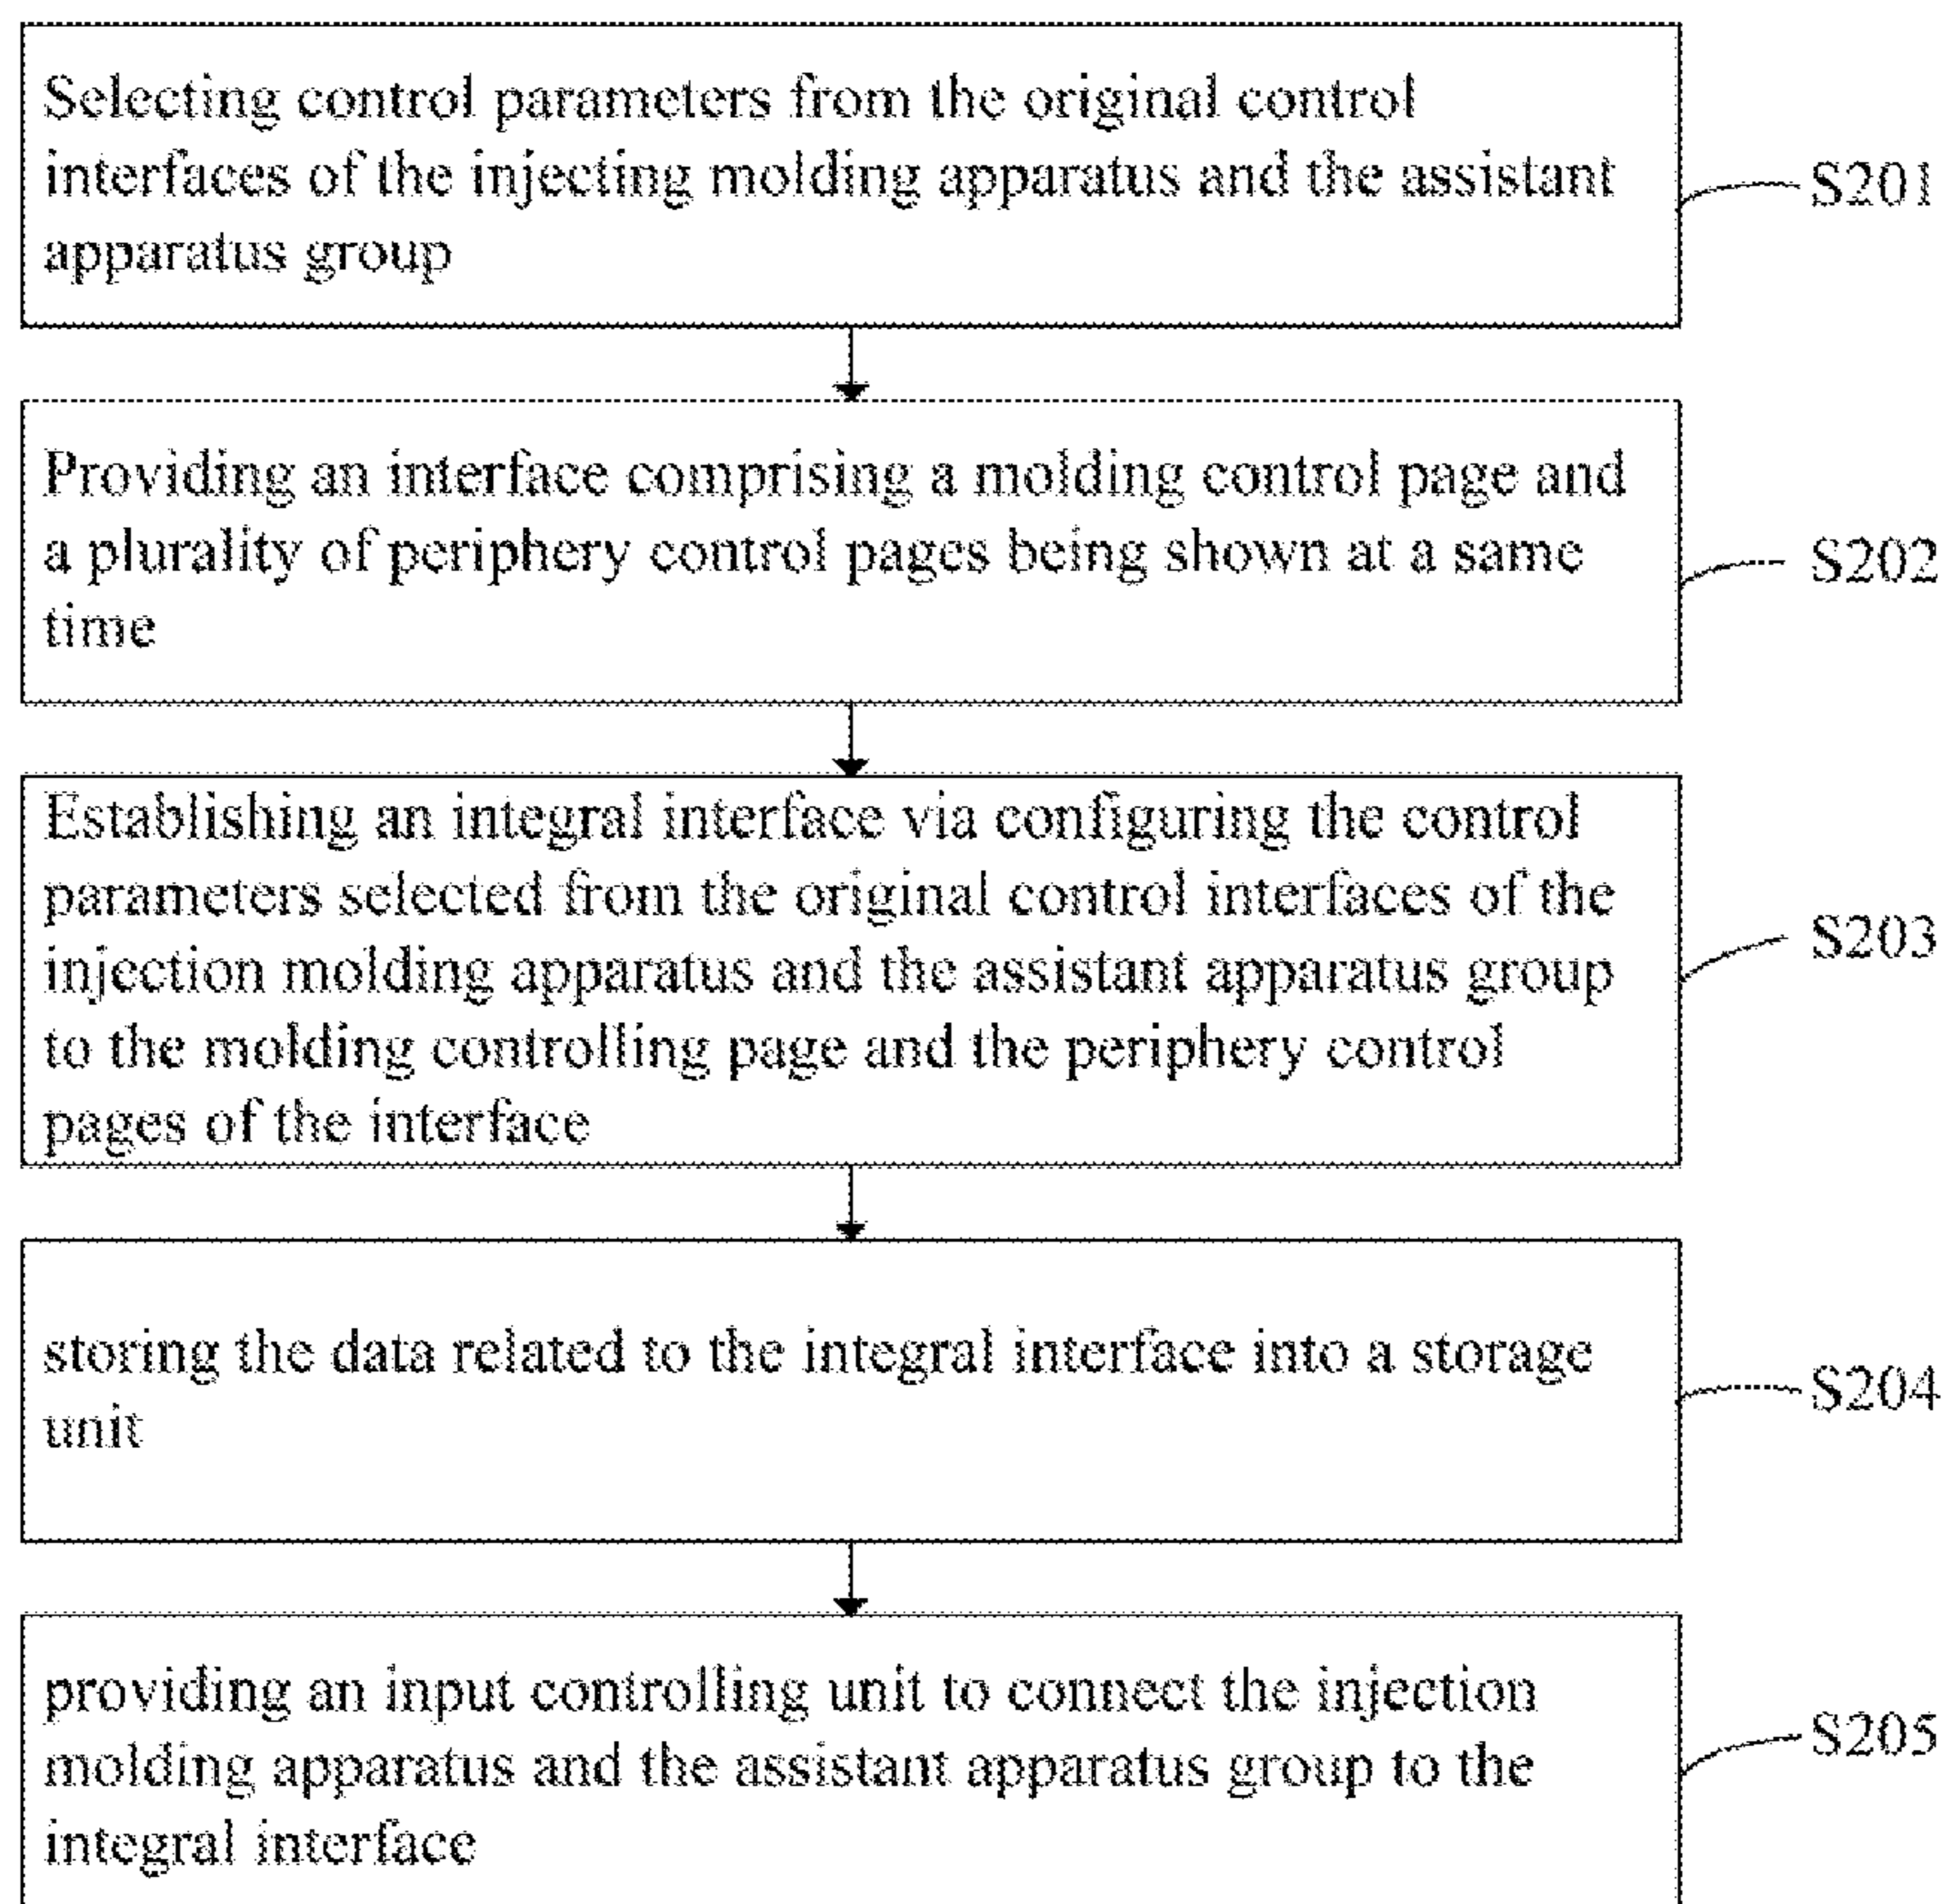 Selecting control parameters from the original control
interfaces of the injecting molding apparatus and the assistant
apparatus group
S201
Providing an interface comprising a molding control page and
a plurality of periphery control pages being shown at a same
time
S202
Establishing an integral interface via configuring the control
parameters selected from the original control interfaces of the
injection molding apparatus and the assistant apparatus group
to the molding controlling page and the periphery control
pages of the interface
S203
storing the data related to the integral interface into a storage
unit
S204
providing an input controlling unit to connect the injection
molding apparatus and the assistant apparatus group to the
integral interface
S205